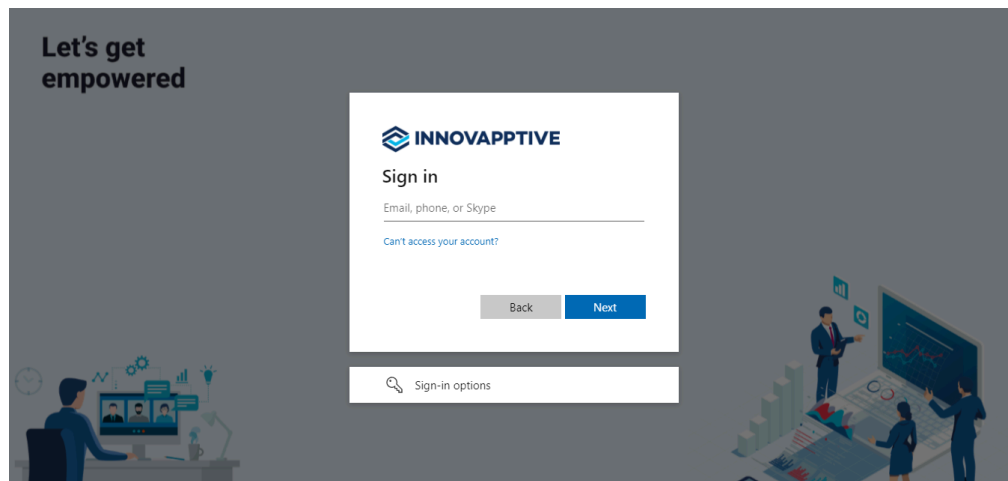 Let's get
empowered
INNOVAPPTIVE
Sign in
Email, phone, or Skype
Can't access your account?
Back
Next
Sign-in options